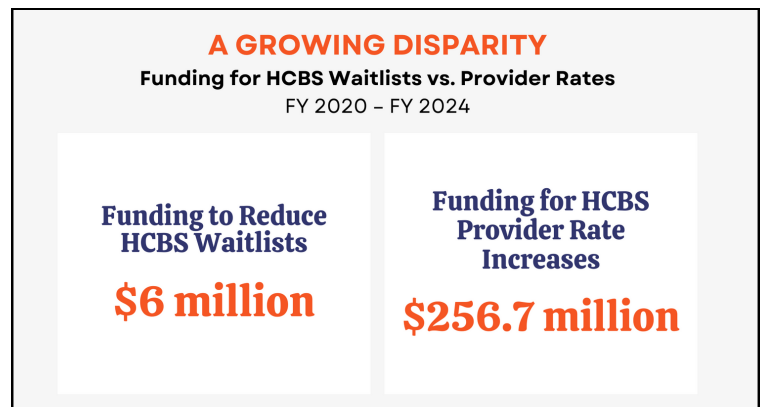 A GROWING DISPARITY
Funding for HCBS Waitlists vs. Provider Rates
FY 2020 – FY 2024
Funding to Reduce
HCBS Waitlists
$6 million
Funding for HCBS
Provider Rate
Increases
$256.7 million